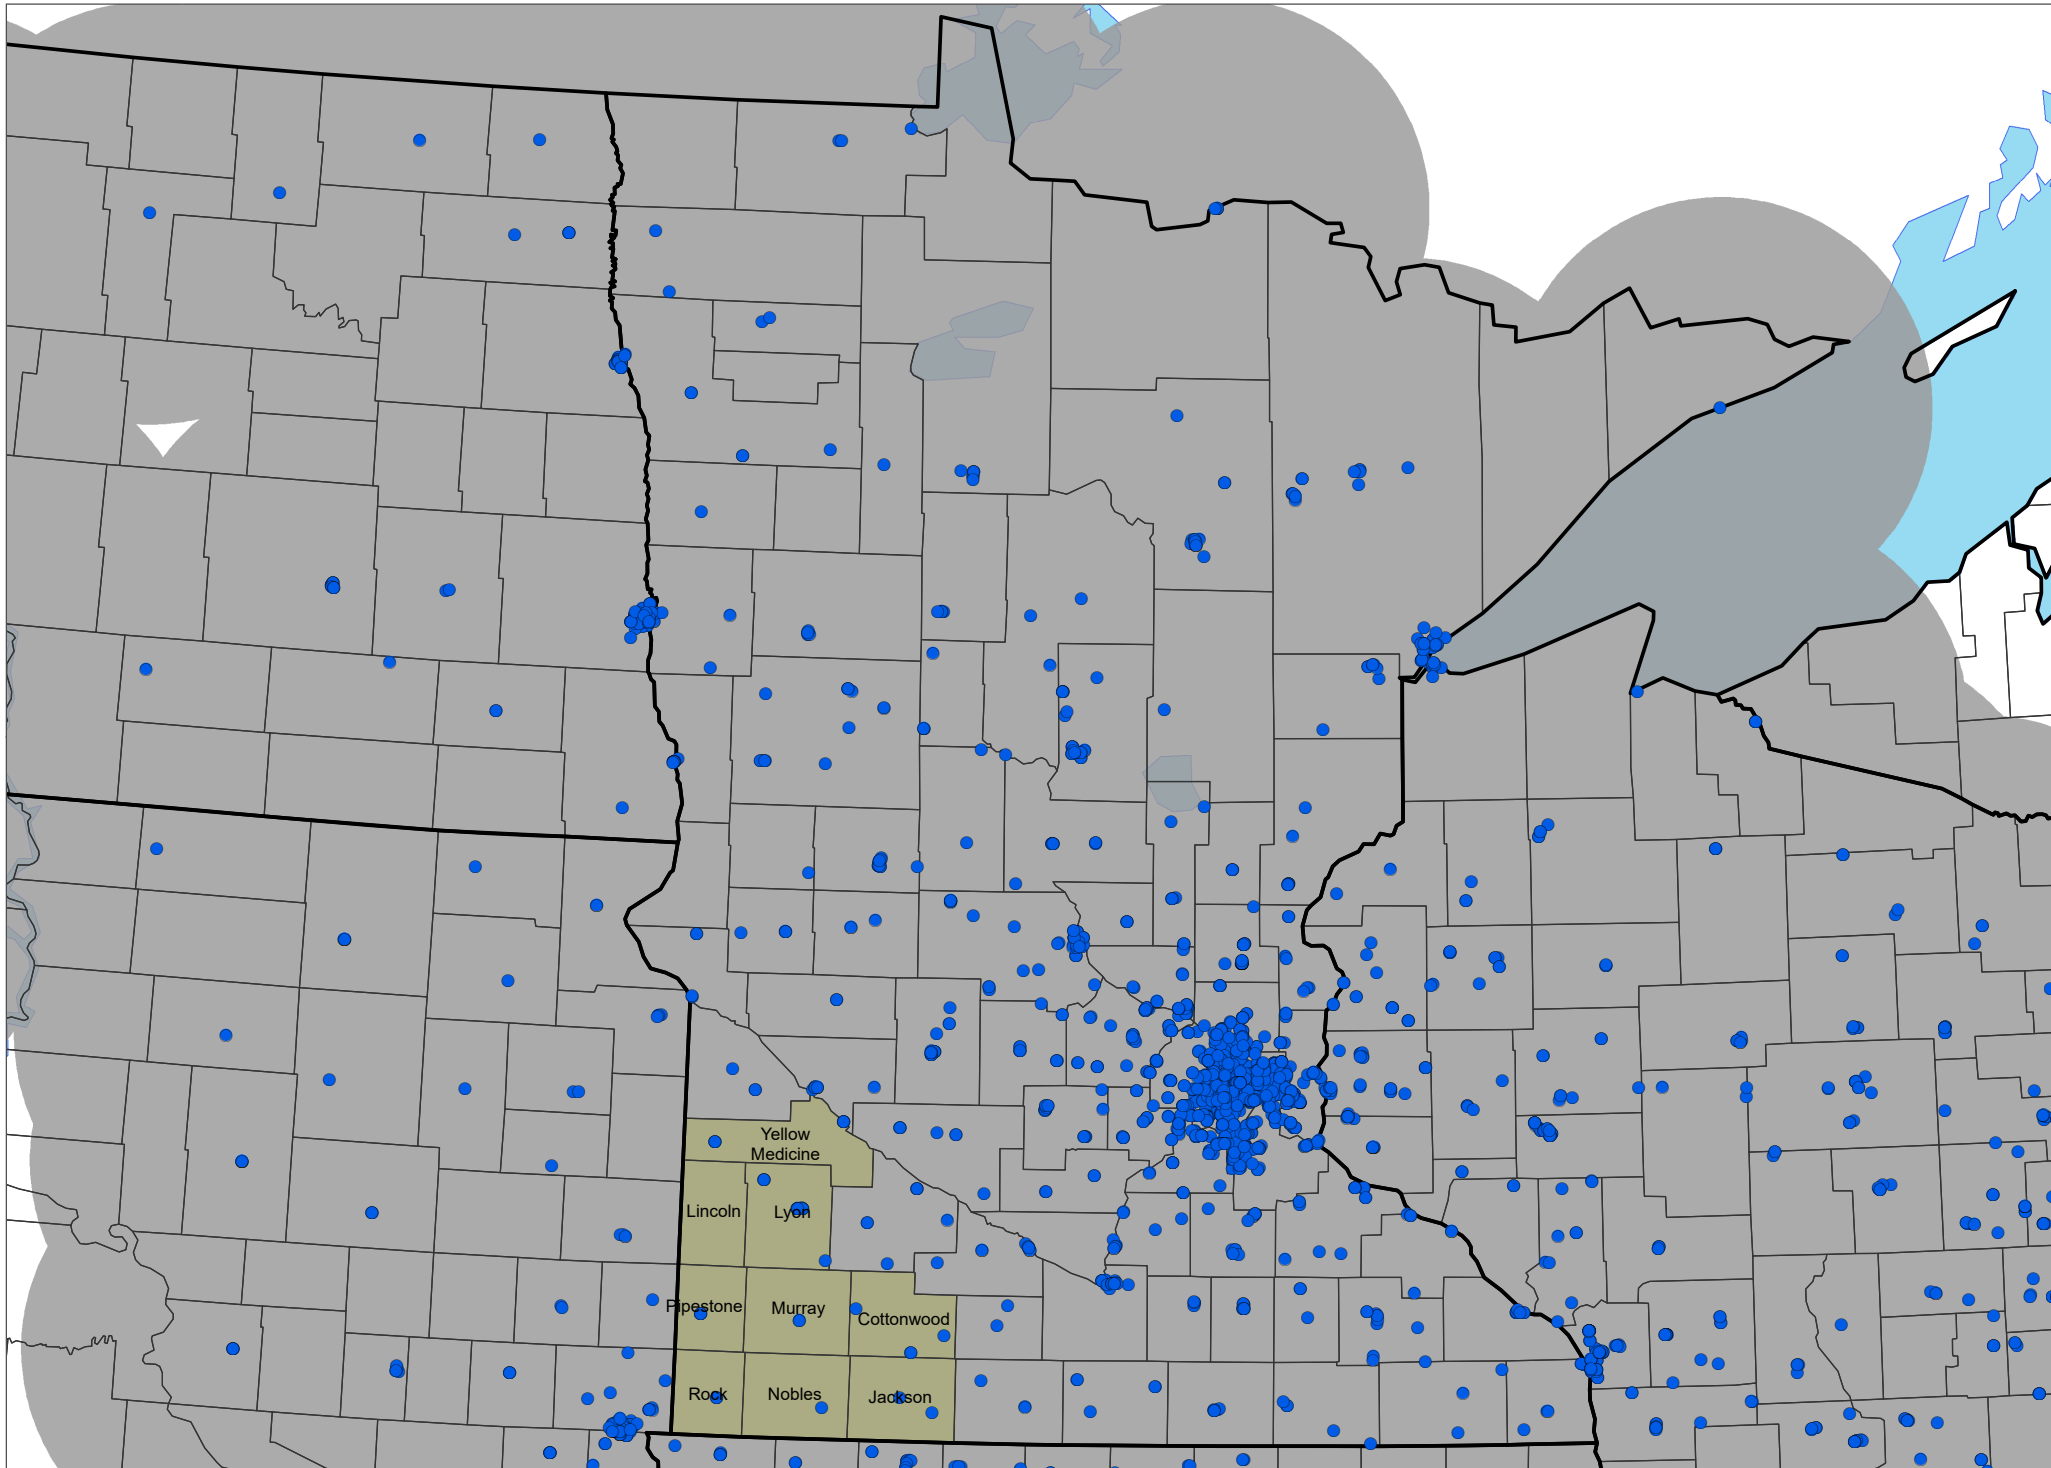 Yellow
Medicine
Lincoln
Lyon
Pipestone
Murray
Cottonwood
Rock
Nobles
Jackson